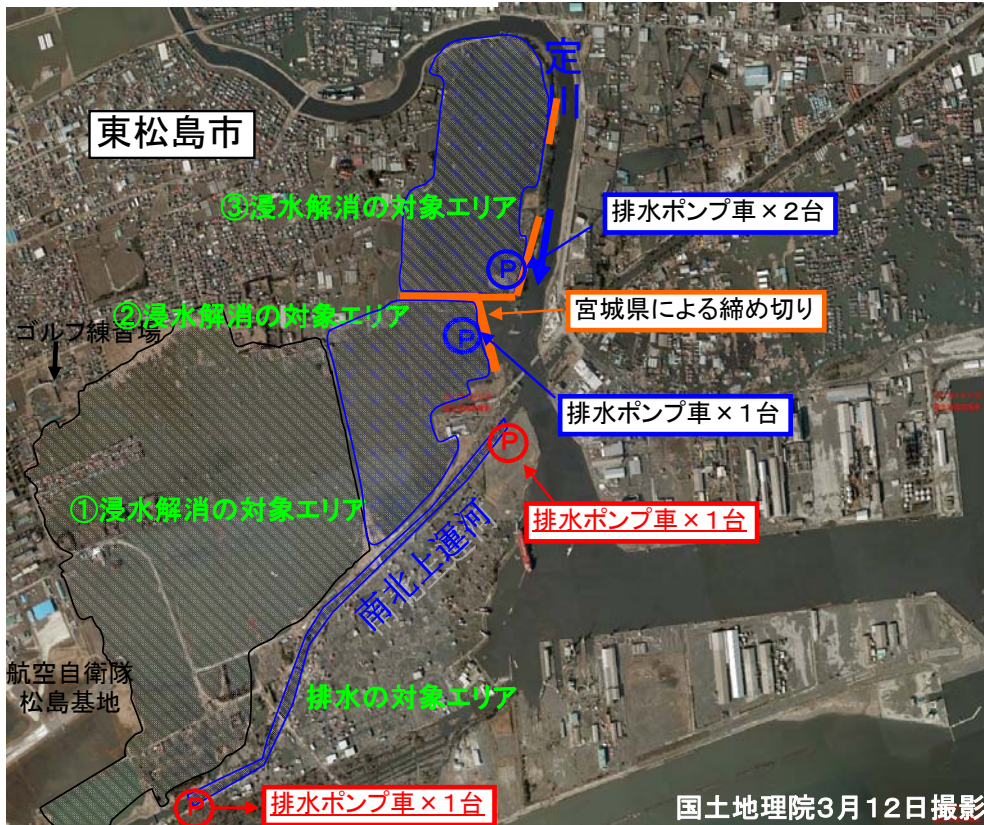 定川
東松島市
③浸水解消の対象エリア
排水ポンプ車×2台
P
②浸水解消の対象エリア
宮城県による締め切り
ゴルフ練習場
P
排水ポンプ車×1台
P
①浸水解消の対象エリア
排水ポンプ車×1台
南北上運河
航空自衛隊
松島基地
排水の対象エリア
P
排水ポンプ車×1台
国土地理院3月12日撮影